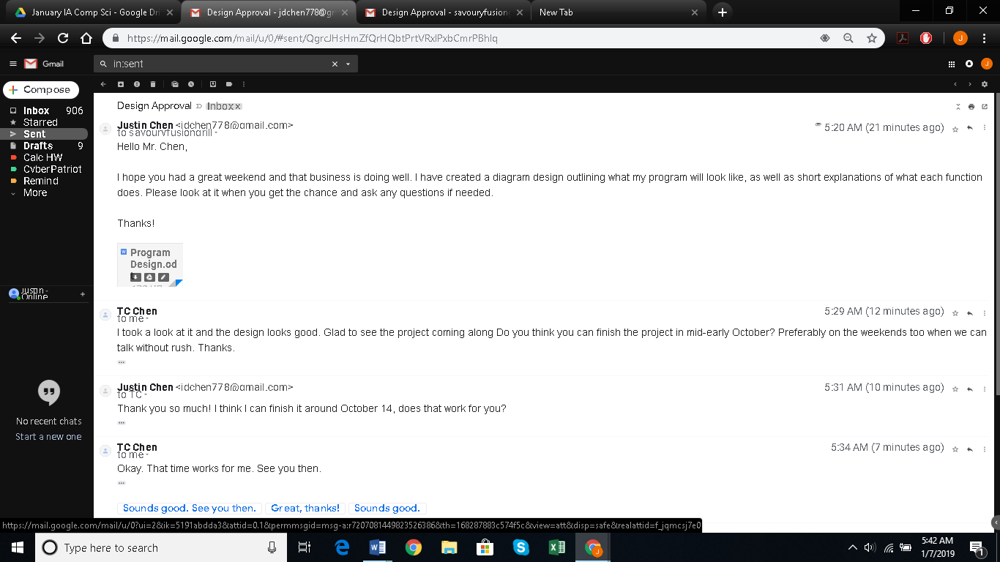 January IA Comp Sci - Google Dri
Design Approval - jdchen778@gr
Design Approval - savouryfusiong
New Tab
https://mail.google.com/mail/u/0/#sent/QgrcJHsHmZfQrHQbtPrtVRxlPxbCmrPBhlq
J
Gmail
in:sent
J
Compose
Inbox 906
Starred
Sent
Drafts 9
Calc HW
CyberPatriot
Remind
More
Justin
Online
No recent chats
Start a new one
Design Approval Inbox x
Justin Chen <jdchen778@gmail.com> 5:20 AM (21 minutes ago)
to savouryfusiongrill
Hello Mr. Chen,
I hope you had a great weekend and that business is doing well. I have created a diagram design outlining what my program will look like, as well as short explanations of what each function
does. Please look at it when you get the chance and ask any questions if needed.
Thanks!
W Program
Design.od
TC Chen 5:29 AM (12 minutes ago)
to me
I took a look at it and the design looks good. Glad to see the project coming along Do you think you can finish the project in mid-early October? Preferably on the weekends too when we can
talk without rush. Thanks.
Justin Chen <jdchen778@gmail.com> 5:31 AM (10 minutes ago)
to TC
Thank you so much! I think I can finish it around October 14, does that work for you?
TC Chen 5:34 AM (7 minutes ago)
to me
Okay. That time works for me. See you then.
Sounds good. See you then. Great, thanks! Sounds good.
https://mail.google.com/mail/u/0?ui=2&ik=5191abdda3&attid=0.1&permmsgid=msg-a:r7207081449823526386&th=168287883c574f5c&view=att&disp=safe&realattid=f_jqmcsj7e0
Type here to search
5:42 AM
1/7/2019
1